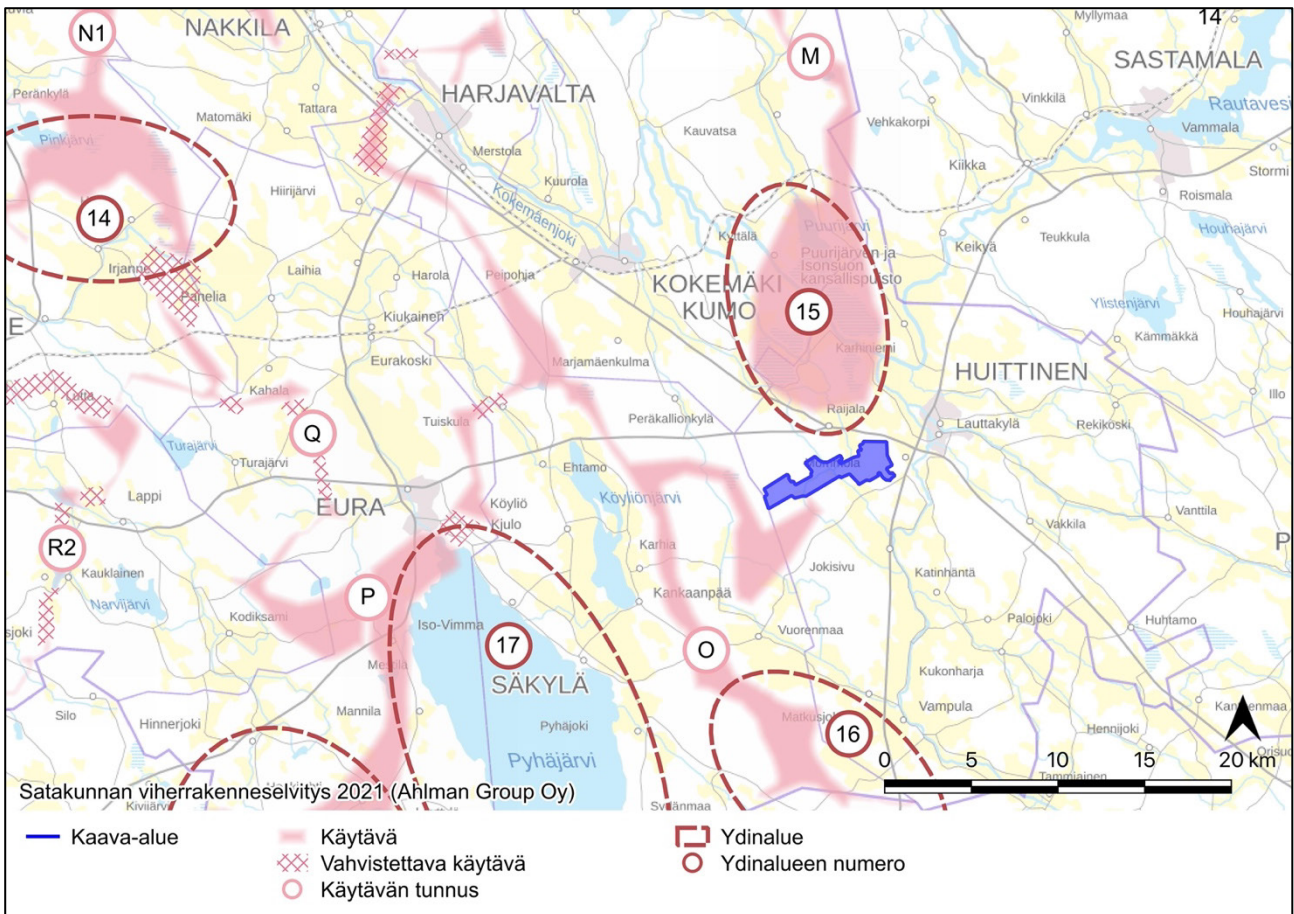 N1
NAKKILA
M
Myllymaa
14
SASTAMALA
Peränkylä
Tattara
HARJAVALTA
Vinkkilä
Rautavesi
Matomäki
Kauvatsa
Vehkakorpi
Vammala
Pinkjärvi
Merstola
Kiikka
Stormi
Hiirijärvi
Kuurola
Roismala
14
Kokemäenjoki
Puurijärvi
Teukkula
Houhajärvi
Kyttälä
Keikyä
Irjanne
Laihia
Harola
Peipohja
Puurijärven ja
Isonsuon
kansallispuisto
KOKEMÄKI
KUMO
Panelia
Kiukainen
15
Ylistenjärvi
Houhajärvi
E
Eurakoski
Marjamäenkulma
Karhiniemi
Kämmäkkä
HUITTINEN
Kahala
Illo
Tuiskula
Peräkallionkylä
Raijala
Lauttakylä
Rekikoski
Q
Turajärvi
Turajärvi
Ehtamo
Lappi
EURA
Köyliö
Köyliönjärvi
Kjulo
Vakkila
Vanttila
R2
Karhia
Jokisivu
P
Kauklainen
Katinhäntä
Narvijärvi
P
Kankaanpää
Kodiksami
Iso-Vimma
Vuorenmaa
Palojoki
Huhtamo
17
O
SÄKYLÄ
Kukonharja
Silo
Hinnerjoki
Mannila
Pyhäjoki
Vampula
16
Hennijoki
Pyhäjärvi
0 5 10 15 20 km
Tammiainen
Satakunnan viherrakenneselvitys 2021 (Ahlman Group Oy)
Kaava-alue
Käytävä
Ydinalue
Vahvistettava käytävä
Ydinalueen numero
Käytävän tunnus